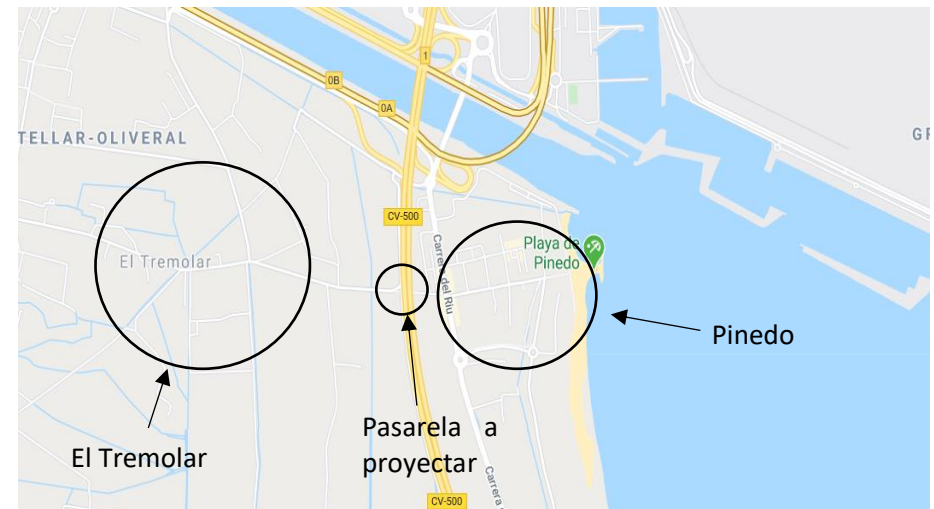 1
0B
0A
TELLAR-OLIVERAL
GR
CV-500
Carrera del Riu
Playa de
Pinedo
El Tremolar
Pinedo
Pasarela a
proyectar
El Tremolar
Carrera
CV-500